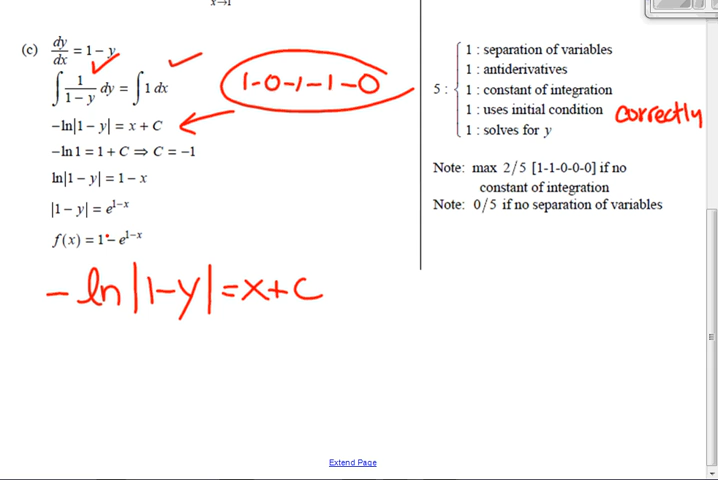 x→1
(c) dy/dx = 1 − y
∫ 1/(1−y) dy = ∫ 1 dx
1-0-1-1-0
−ln|1 − y| = x + C
−ln 1 = 1 + C ⇒ C = −1
ln|1 − y| = 1 − x
|1 − y| = e^(1−x)
f(x) = 1 − e^(1−x)
-ln|1-y|=x+C
5 :
1 : separation of variables
1 : antiderivatives
1 : constant of integration
1 : uses initial condition correctly
1 : solves for y
Note: max 2/5 [1-1-0-0-0] if no
constant of integration
Note: 0/5 if no separation of variables
Extend Page